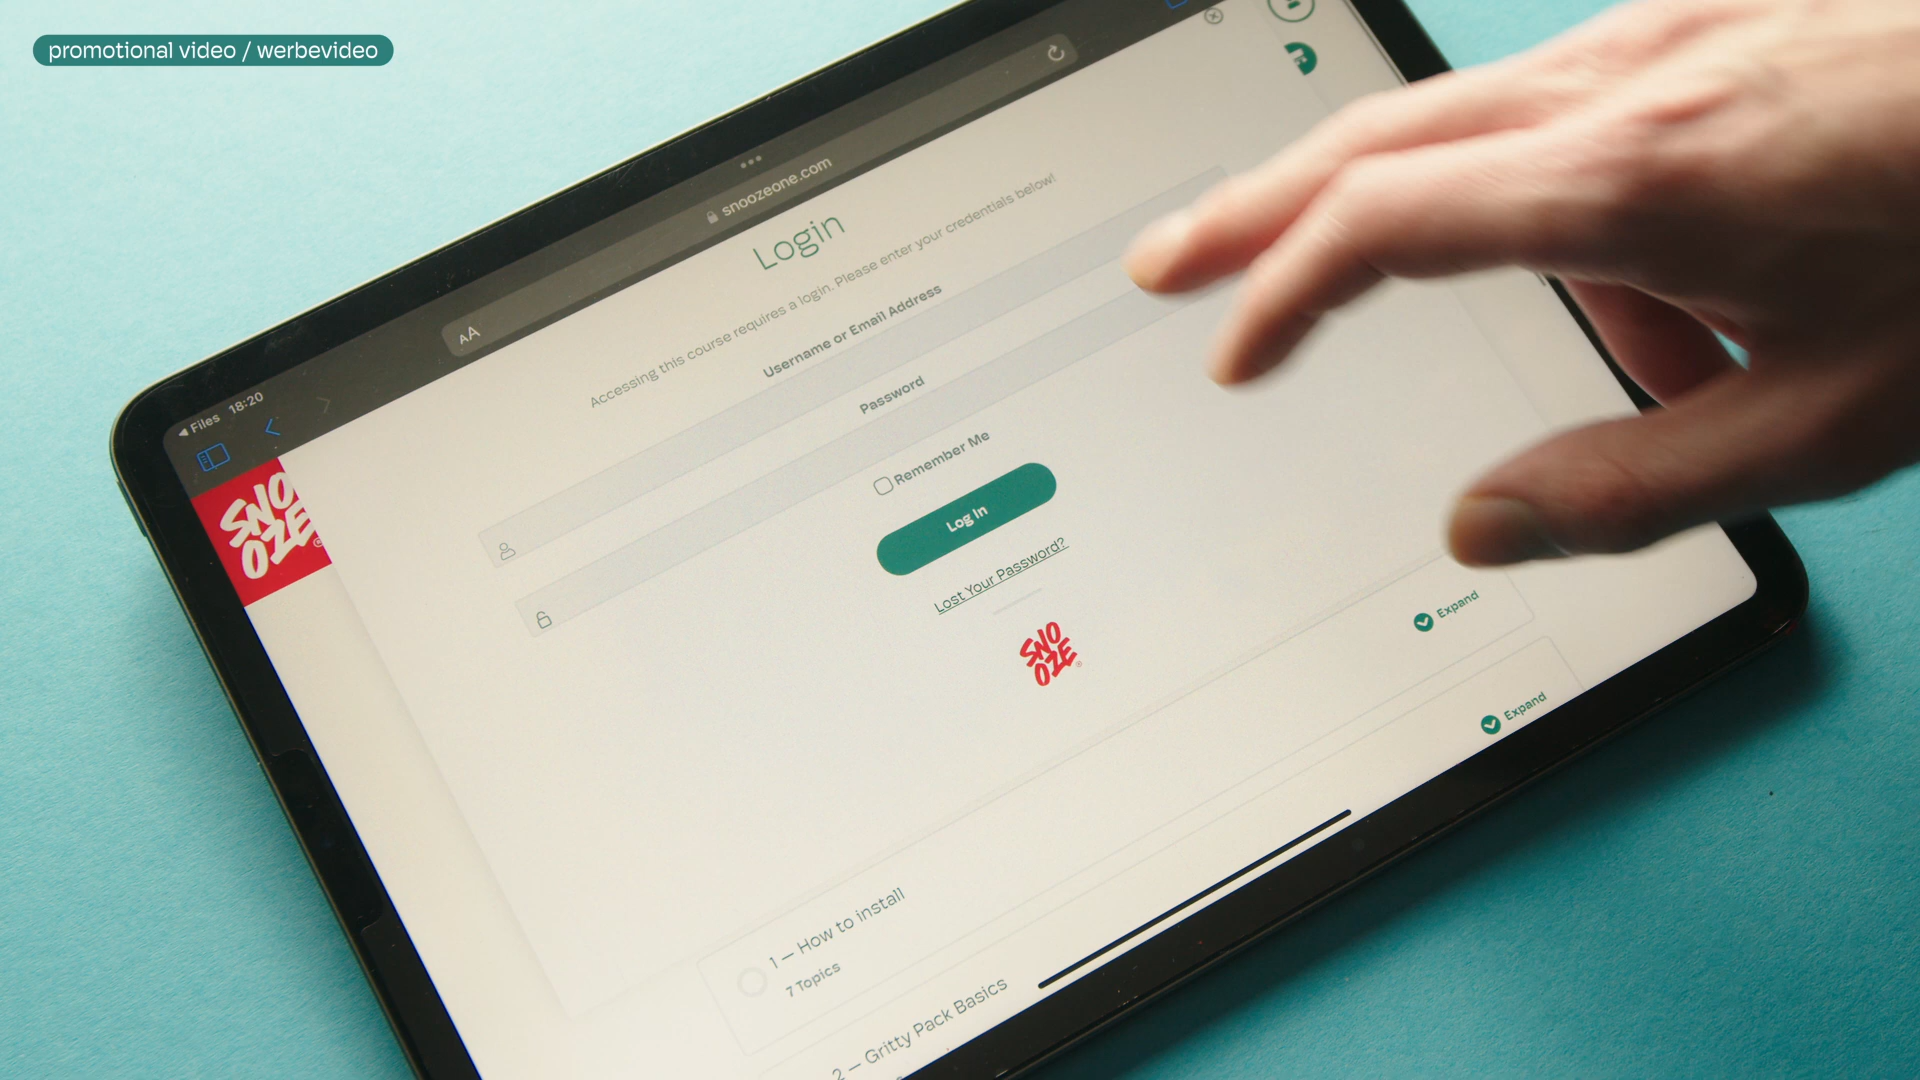 promotional video / werbevideo
snoozeone.com
AA
Files 18:20
Login
Accessing this course requires a login. Please enter your credentials below!
Username or Email Address
Password
Remember Me
Log In
Lost Your Password?
SNO
OZE
SNO
OZE
Expand
Expand
1 — How to install
7 Topics
2 — Gritty Pack Basics